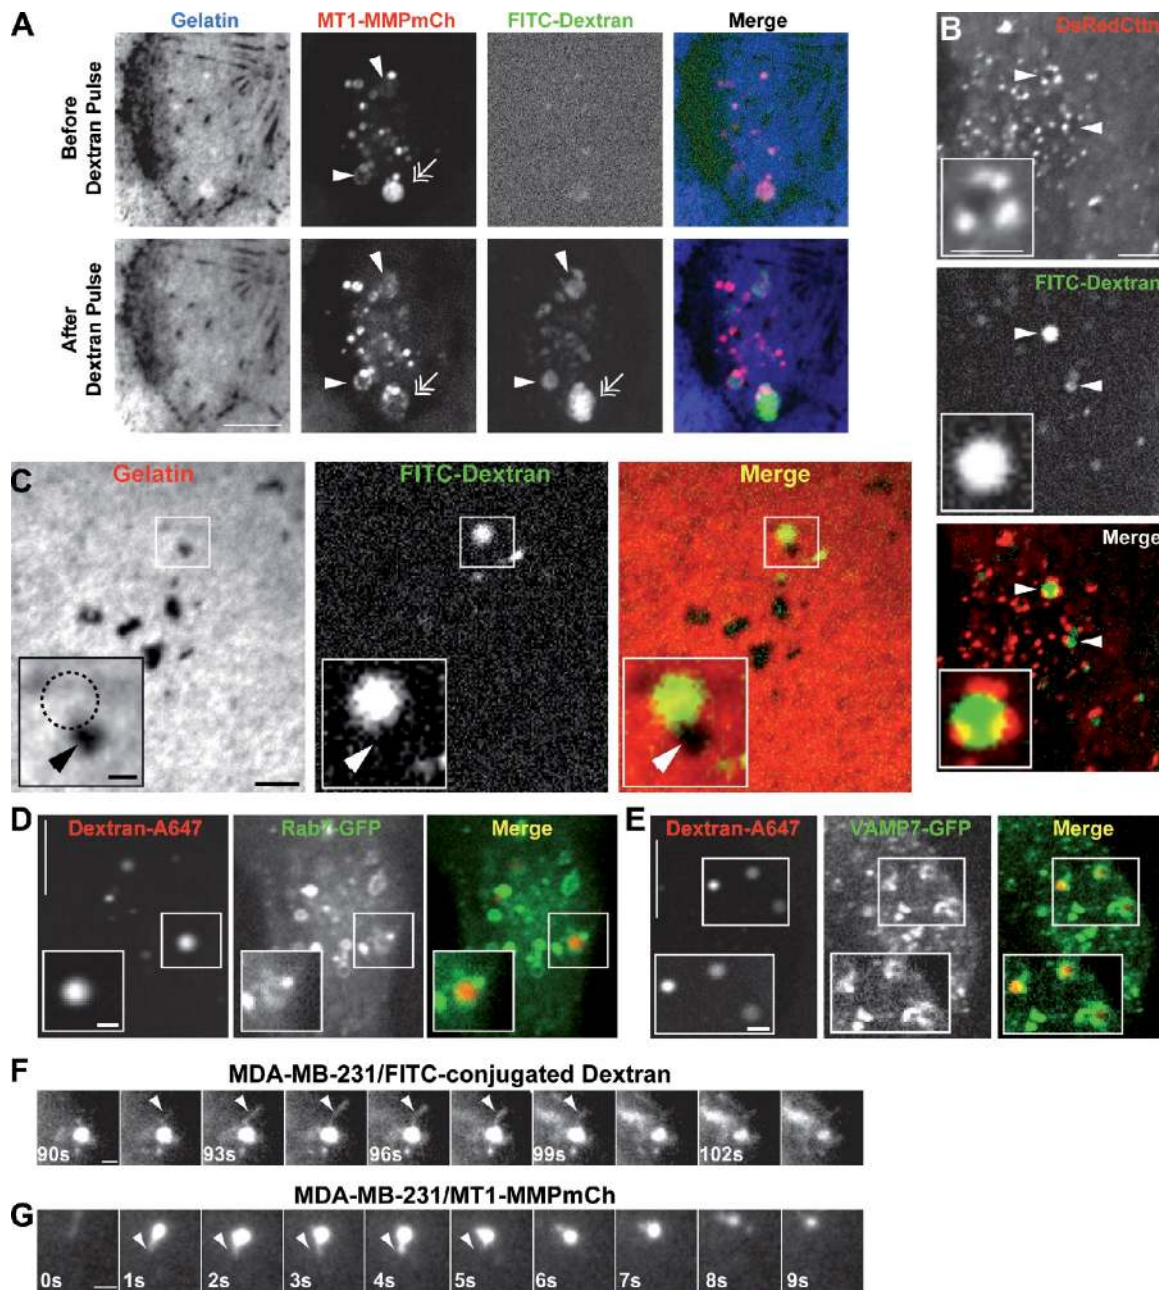 A
Gelatin MT1-MMPmCh FITC-Dextran Merge
Before
Dextran Pulse
After
Dextran Pulse
B
DsRedCttn
FITC-Dextran
Merge
C
Gelatin FITC-Dextran Merge
D
Dextran-A647 Rab7-GFP Merge
E
Dextran-A647 VAMP7-GFP Merge
F
MDA-MB-231/FITC-conjugated Dextran
90s 93s 96s 99s 102s
G
MDA-MB-231/MT1-MMPmCh
0s 1s 2s 3s 4s 5s 6s 7s 8s 9s